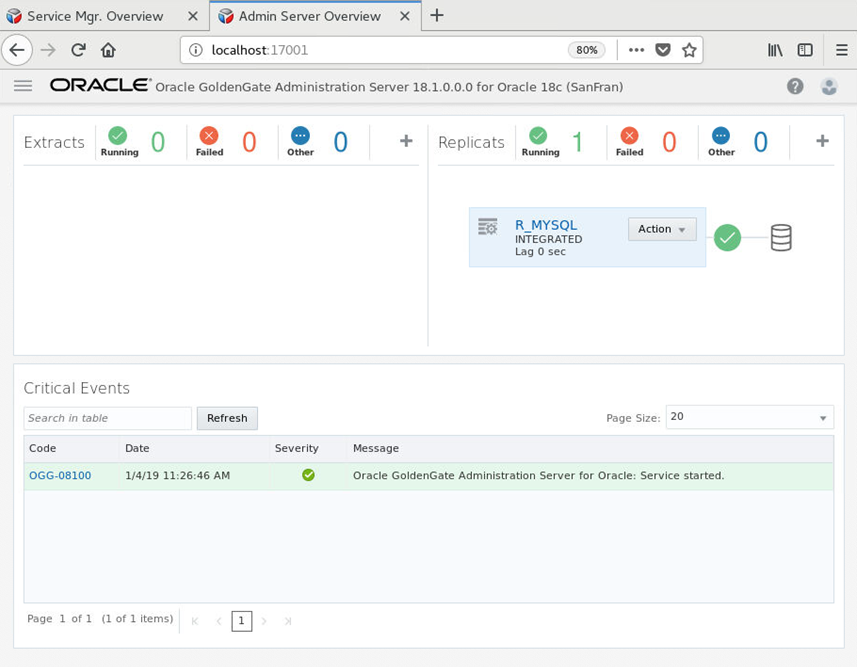 Service Mgr. Overview
Admin Server Overview
localhost:17001
80%
ORACLE Oracle GoldenGate Administration Server 18.1.0.0.0 for Oracle 18c (SanFran)
Extracts
Running
0
Failed
0
Other
0
Replicats
Running
1
Failed
0
Other
0
R_MYSQL
INTEGRATED
Lag 0 sec
Action
Critical Events
Search in table
Refresh
Page Size: 20
Code Date Severity Message
OGG-08100 1/4/19 11:26:46 AM Oracle GoldenGate Administration Server for Oracle: Service started.
Page 1 of 1 (1 of 1 items) 1